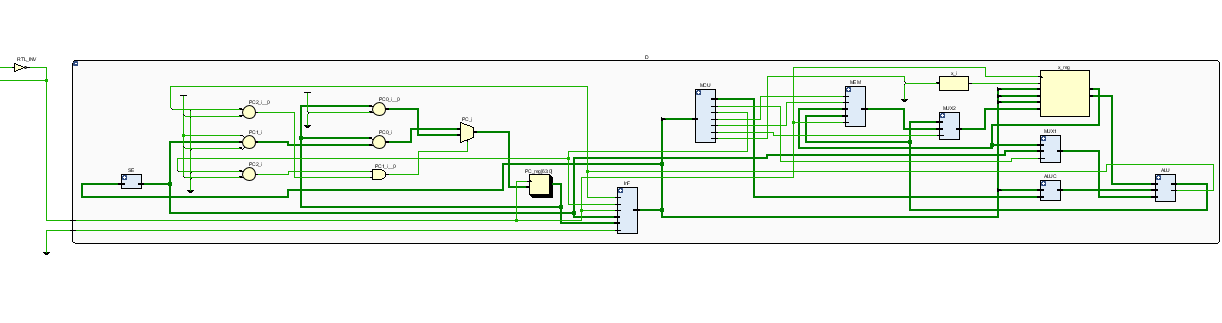 D
RTL_INV
x_reg
x_i
MCU
MEM
PC2_i__0
PC0_i__0
MUX2
PC_i
PC1_i
PC0_i
MUX1
PC2_i
PC1_i__0
SE
PC_reg[63:0]
ALUC
ALU
IrF